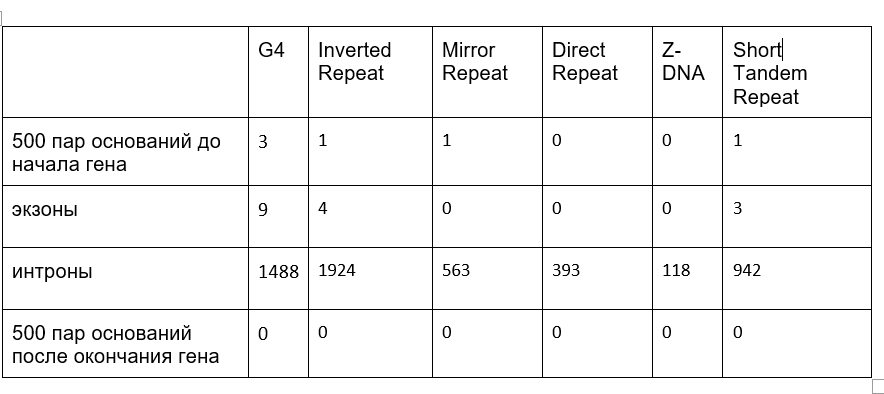 G4 Inverted Repeat Mirror Repeat Direct Repeat Z-DNA Short Tandem Repeat
500 пар оснований до начала гена 3 1 1 0 0 1
экзоны 9 4 0 0 0 3
интроны 1488 1924 563 393 118 942
500 пар оснований после окончания гена 0 0 0 0 0 0